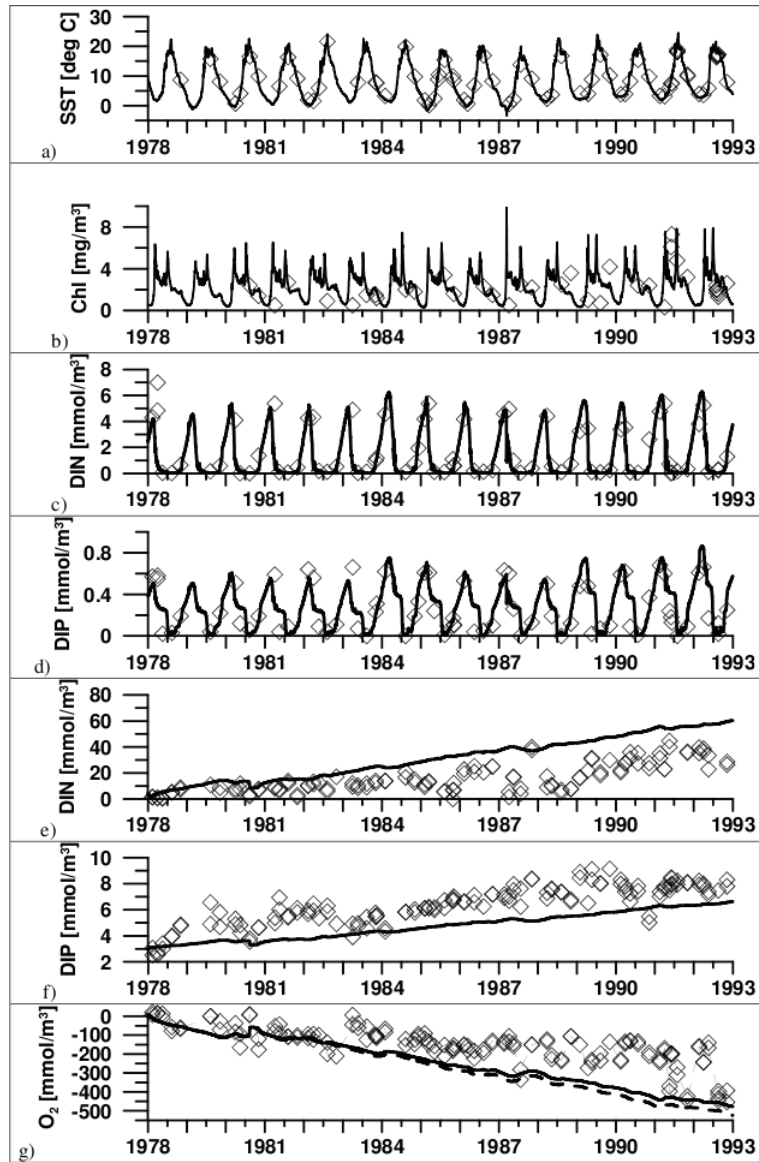 30
20
10
0
SST [deg C]
1978 1981 1984 1987 1990 1993
a)
8
4
0
Chl [mg/m³]
1978 1981 1984 1987 1990 1993
b)
8
6
4
2
0
DIN [mmol/m³]
1978 1981 1984 1987 1990 1993
c)
0.8
0.4
0
DIP [mmol/m³]
1978 1981 1984 1987 1990 1993
d)
80
60
40
20
0
DIN [mmol/m³]
1978 1981 1984 1987 1990 1993
e)
10
8
6
4
2
DIP [mmol/m³]
1978 1981 1984 1987 1990 1993
f)
0
-100
-200
-300
-400
-500
O₂ [mmol/m³]
1978 1981 1984 1987 1990 1993
g)